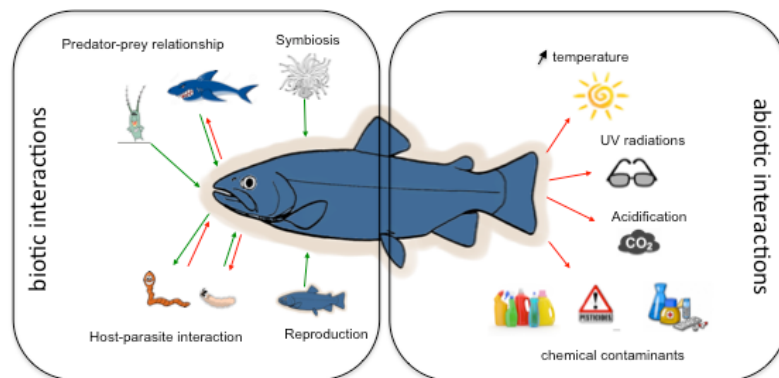 Predator-prey relationship
Symbiosis
biotic interactions
Host-parasite interaction
Reproduction
temperature
UV radiations
Acidification
CO₂
PESTICIDES
chemical contaminants
abiotic interactions